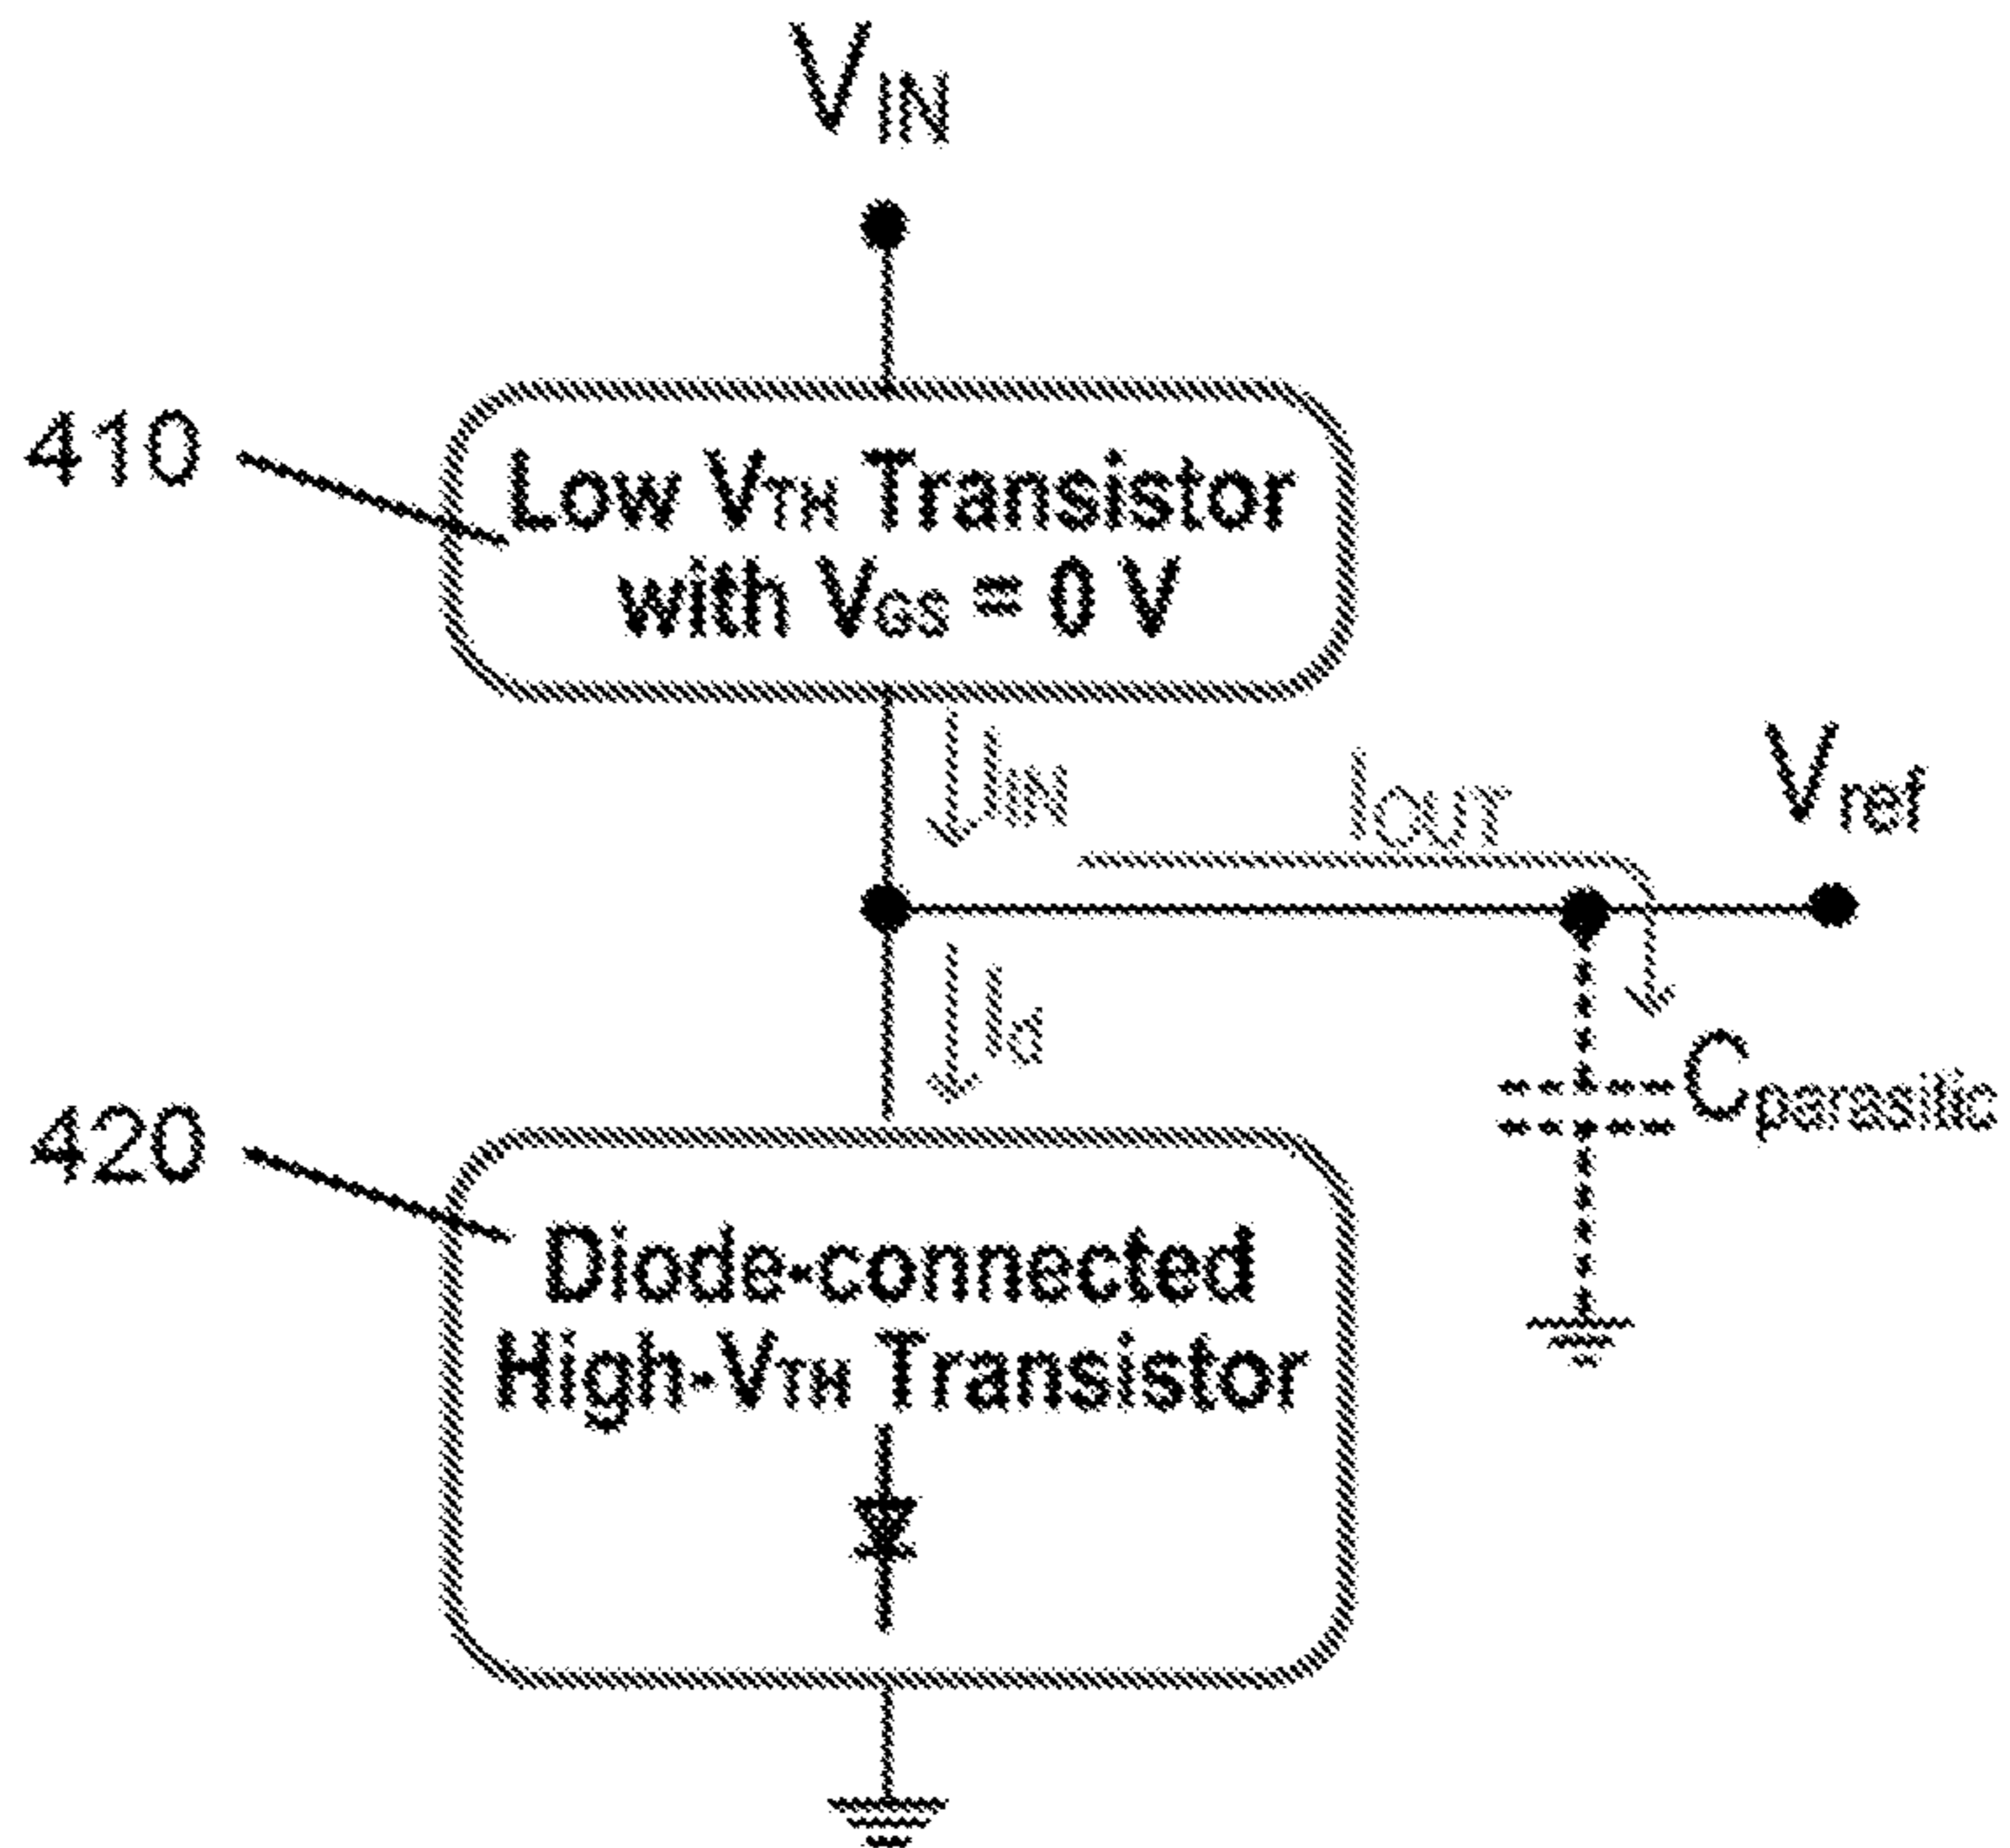 VIN
410
Low VTH Transistor
with VGS = 0 V
IIN
IOUT
Vref
Id
Cparasitic
420
Diode-connected
High-VTH Transistor